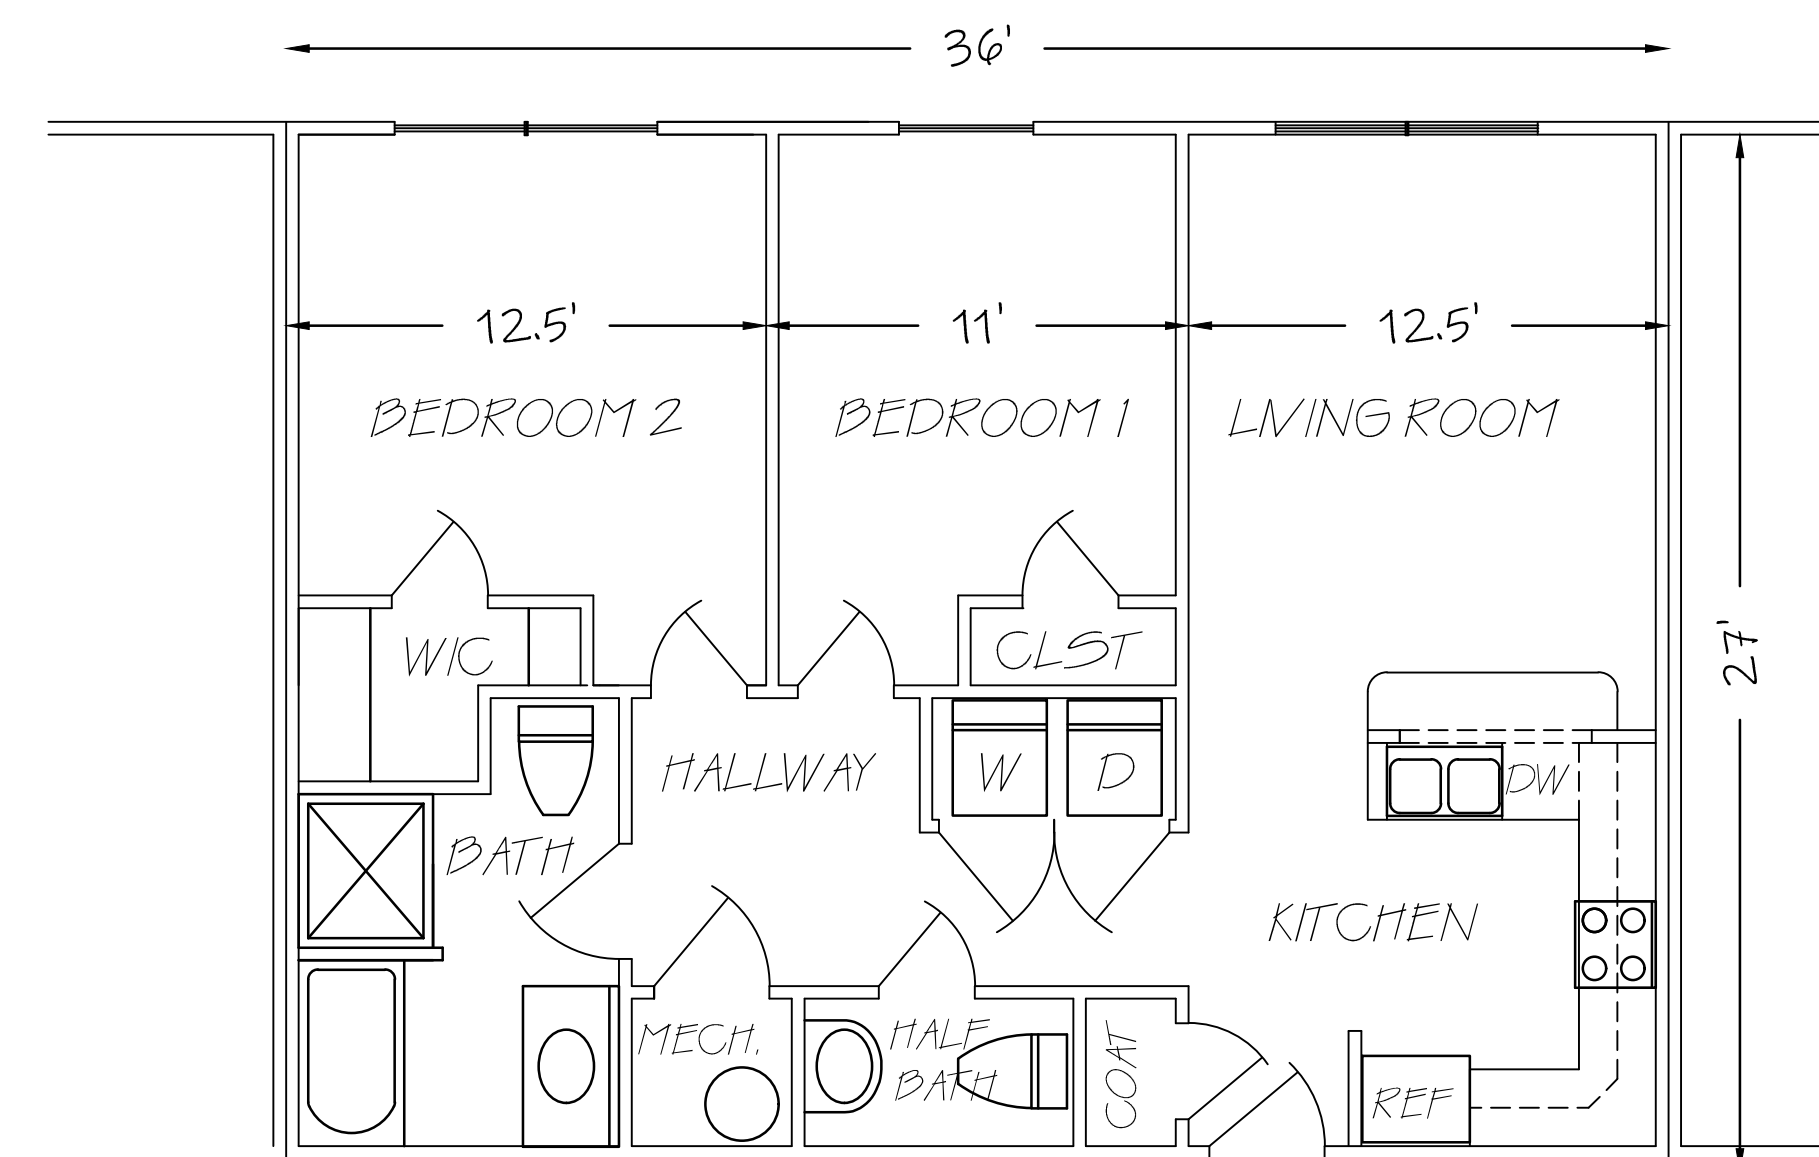 36'
12.5'
11'
12.5'
BEDROOM 2
BEDROOM 1
LIVING ROOM
WIC
CLST
27'
HALLWAY
W
D
DW
BATH
KITCHEN
MECH.
HALF
BATH
COAT
REF